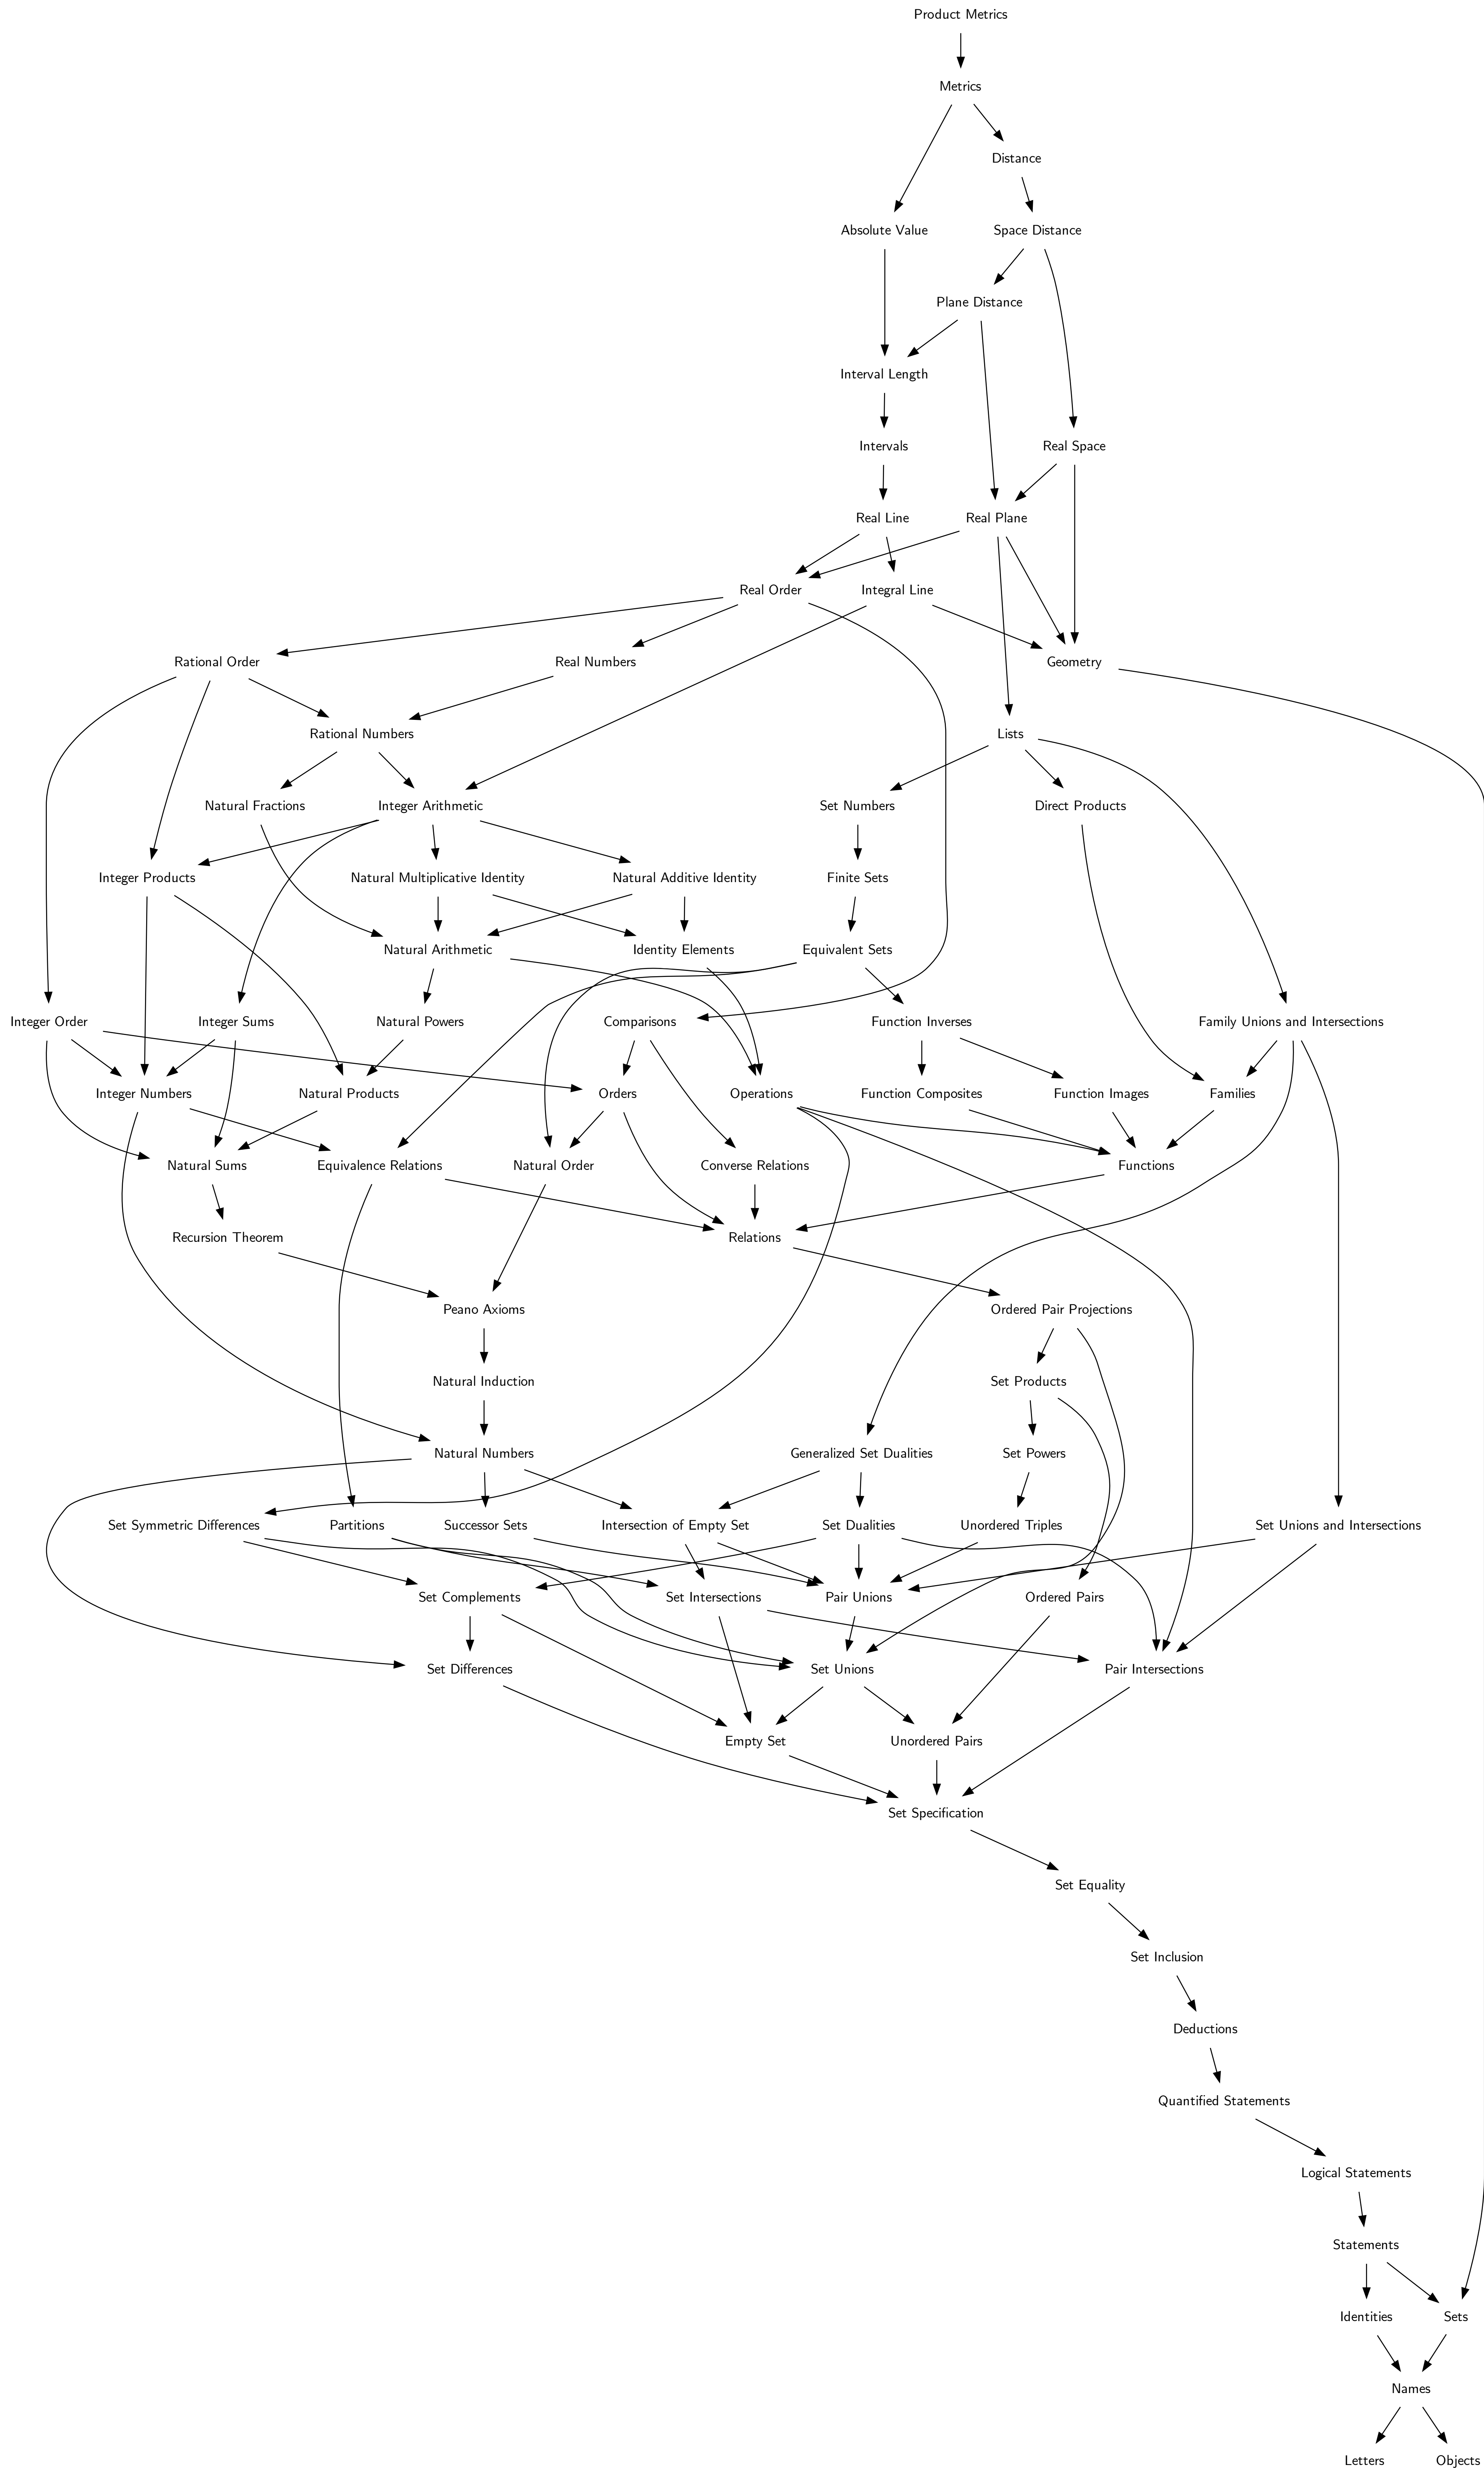 Product Metrics
Metrics
Distance
Absolute Value
Space Distance
Plane Distance
Interval Length
Intervals
Real Space
Real Line
Real Plane
Real Order
Integral Line
Rational Order
Real Numbers
Geometry
Rational Numbers
Lists
Natural Fractions
Integer Arithmetic
Set Numbers
Direct Products
Integer Products
Natural Multiplicative Identity
Natural Additive Identity
Finite Sets
Natural Arithmetic
Identity Elements
Equivalent Sets
Integer Order
Integer Sums
Natural Powers
Comparisons
Function Inverses
Family Unions and Intersections
Integer Numbers
Natural Products
Orders
Operations
Function Composites
Function Images
Families
Natural Sums
Equivalence Relations
Natural Order
Converse Relations
Functions
Recursion Theorem
Relations
Peano Axioms
Ordered Pair Projections
Natural Induction
Set Products
Natural Numbers
Generalized Set Dualities
Set Powers
Set Symmetric Differences
Partitions
Successor Sets
Intersection of Empty Set
Set Dualities
Unordered Triples
Set Unions and Intersections
Set Complements
Set Intersections
Pair Unions
Ordered Pairs
Set Differences
Set Unions
Pair Intersections
Empty Set
Unordered Pairs
Set Specification
Set Equality
Set Inclusion
Deductions
Quantified Statements
Logical Statements
Statements
Identities
Sets
Names
Letters
Objects